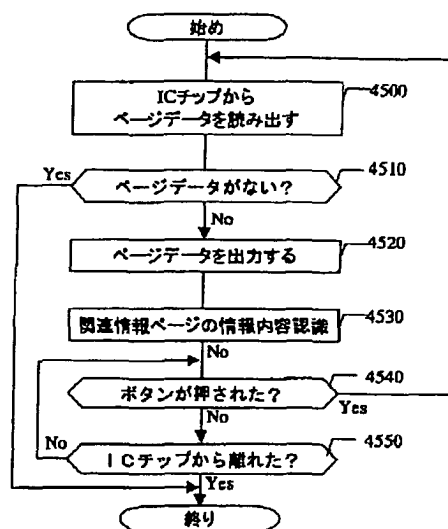 始め
ICチップから
ページデータを読み出す
4500
Yes
ページデータがない?
4510
No
ページデータを出力する
4520
関連情報ページの情報内容認識
4530
No
ボタンが押された?
4540
Yes
No
No
ICチップから離れた?
4550
Yes
終り